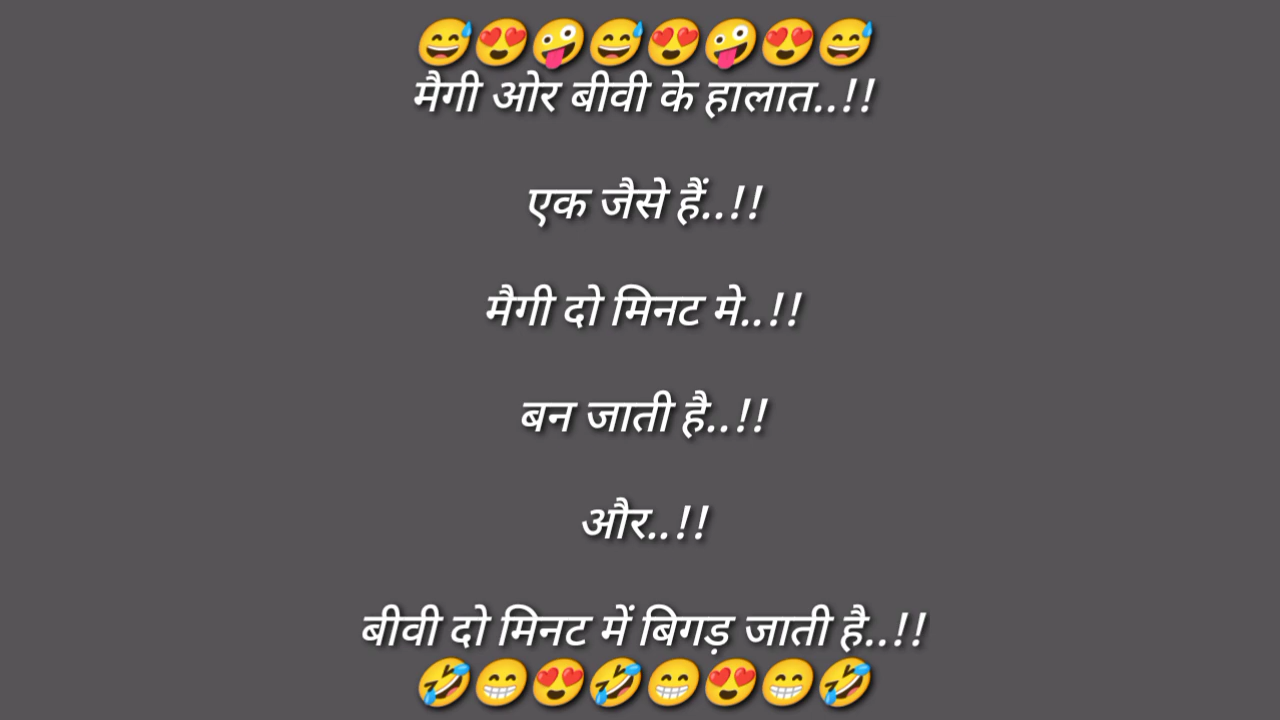 😅😍🤪😅😍🤪😍😅
मैगी ओर बीवी के हालात..!!
एक जैसे हैं..!!
मैगी दो मिनट मे..!!
बन जाती है..!!
और..!!
बीवी दो मिनट में बिगड़ जाती है..!!
🤣😁😍🤣😁😍😁🤣